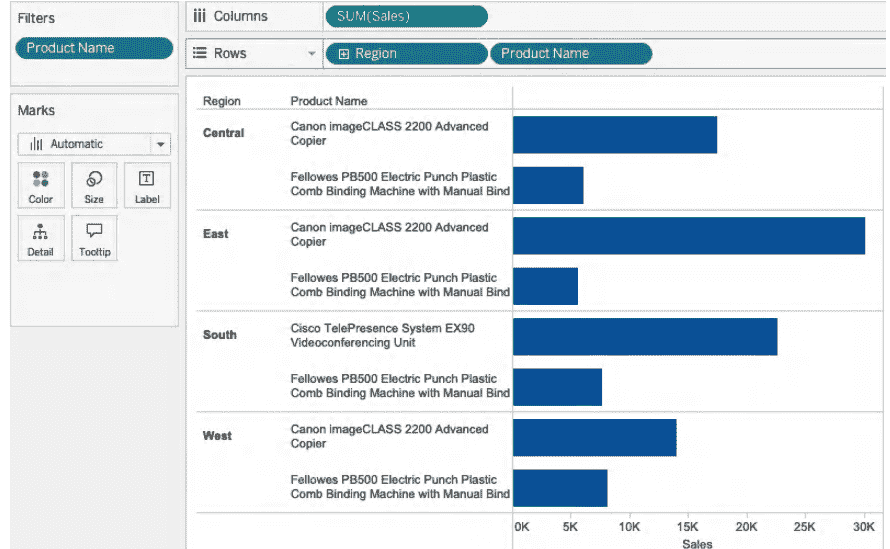 Filters
Product Name
Columns
SUM(Sales)
Rows
Region
Product Name
Marks
Automatic
Color
Size
Label
Detail
Tooltip
Region
Product Name
Central
Canon imageCLASS 2200 Advanced
Copier
Fellowes PB500 Electric Punch Plastic
Comb Binding Machine with Manual Bind
East
Canon imageCLASS 2200 Advanced
Copier
Fellowes PB500 Electric Punch Plastic
Comb Binding Machine with Manual Bind
South
Cisco TelePresence System EX90
Videoconferencing Unit
Fellowes PB500 Electric Punch Plastic
Comb Binding Machine with Manual Bind
West
Canon imageCLASS 2200 Advanced
Copier
Fellowes PB500 Electric Punch Plastic
Comb Binding Machine with Manual Bind
0K 5K 10K 15K 20K 25K 30K
Sales